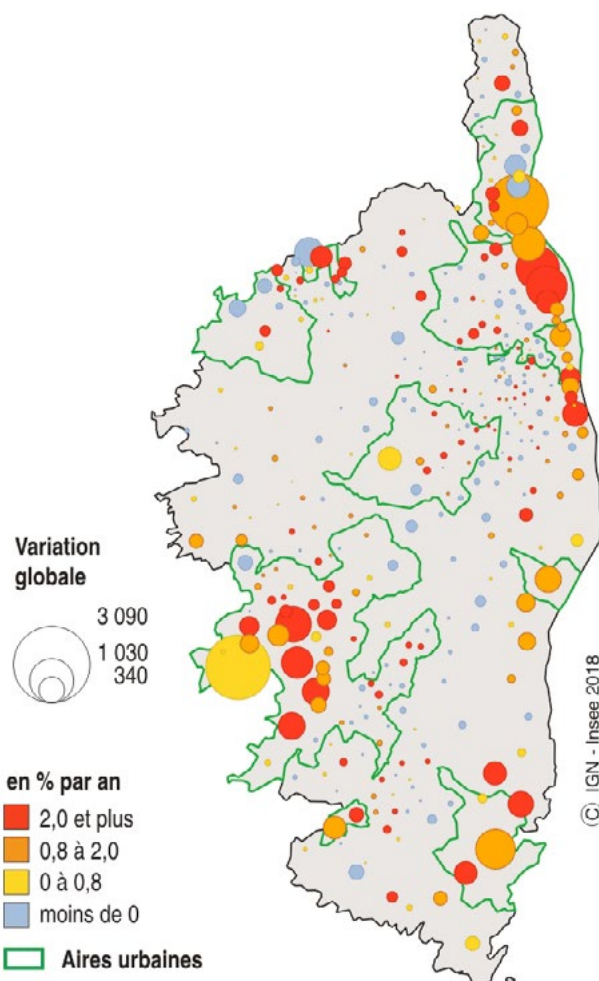 Variation
globale
3 090
1 030
340
en % par an
2,0 et plus
0,8 à 2,0
0 à 0,8
moins de 0
Aires urbaines
© IGN - Insee 2018